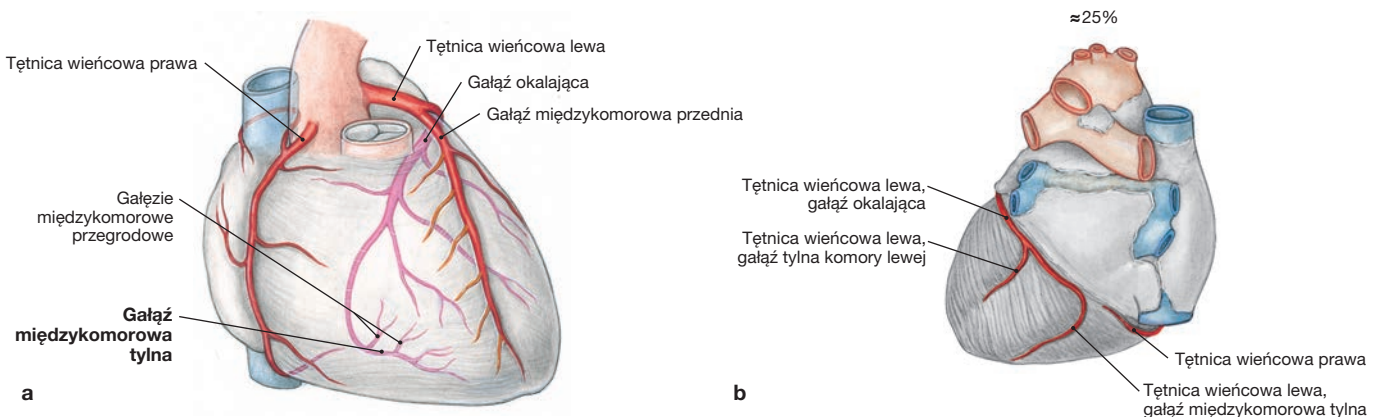 Tętnica wieńcowa lewa
Tętnica wieńcowa prawa
Gałąź okalająca
Gałąź międzykomorowa przednia
Gałęzie
międzykomorowe
przegrodowe
Gałąź
międzykomorowa
tylna
a
≈25%
Tętnica wieńcowa lewa,
gałąź okalająca
Tętnica wieńcowa lewa,
gałąź tylna komory lewej
Tętnica wieńcowa prawa
Tętnica wieńcowa lewa,
gałąź międzykomorowa tylna
b